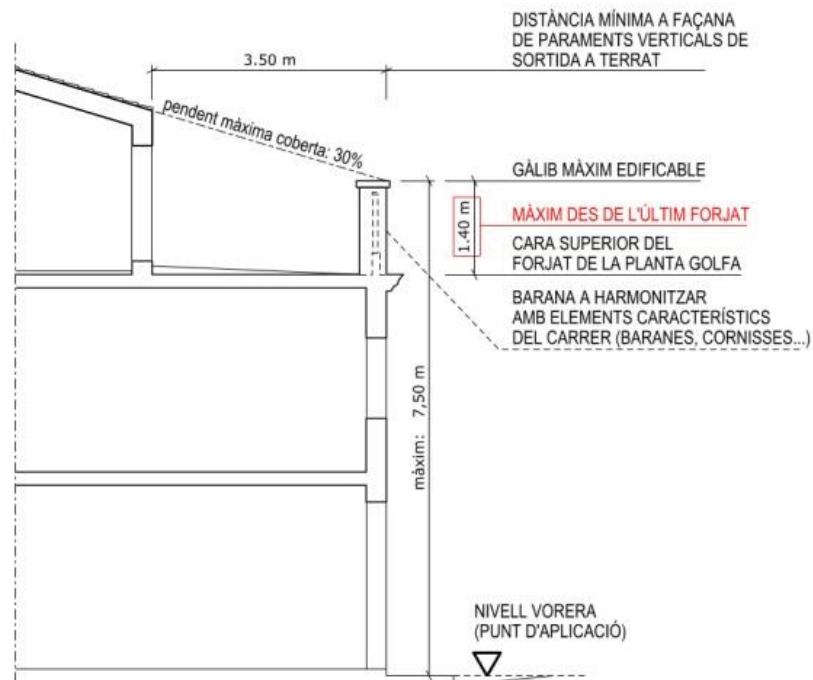 DISTÀNCIA MÍNIMA A FAÇANA
DE PARAMENTS VERTICALS DE
SORTIDA A TERRAT
3.50 m
pendent màxima coberta: 30%
GÀLIB MÀXIM EDIFICABLE
1.40 m
MÀXIM DES DE L'ÚLTIM FORJAT
CARA SUPERIOR DEL
FORJAT DE LA PLANTA GOLFA
BARANA A HARMONITZAR
AMB ELEMENTS CARACTERÍSTICS
DEL CARRER (BARANES, CORNISSES...)
màxim: 7,50 m
NIVELL VORERA
(PUNT D'APLICACIÓ)